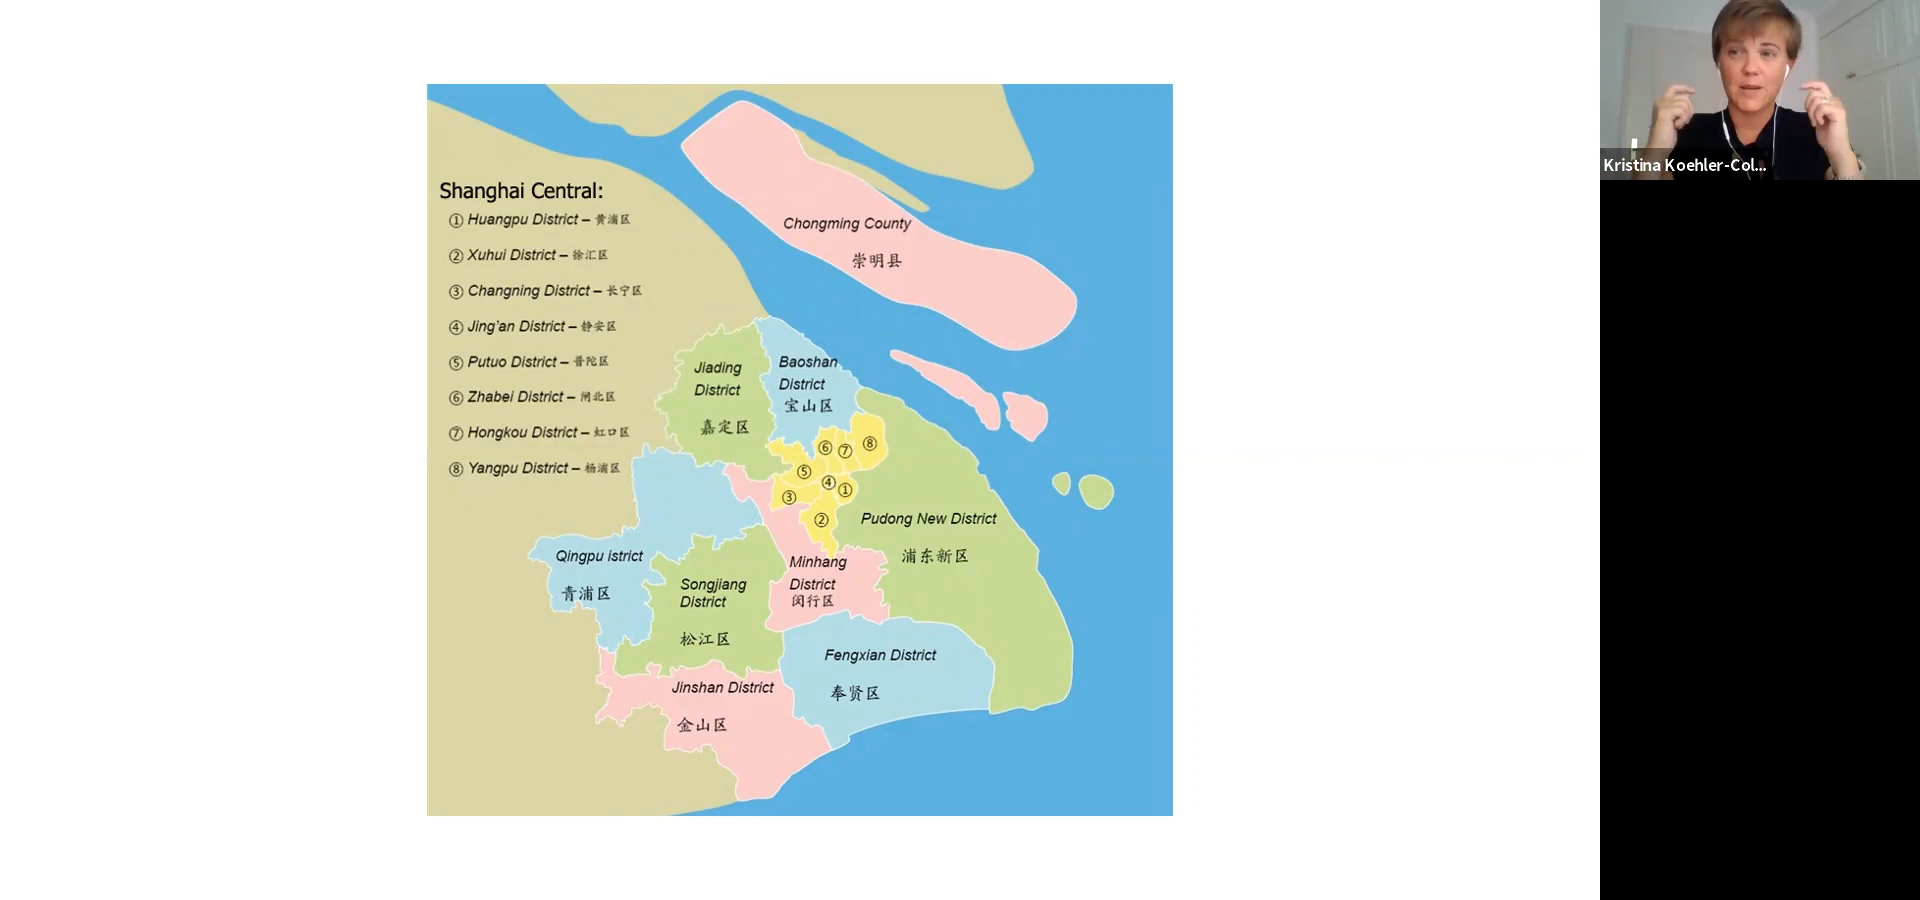 Shanghai Central:
① Huangpu District – 黄浦区
② Xuhui District – 徐汇区
③ Changning District – 长宁区
④ Jing'an District – 静安区
⑤ Putuo District – 普陀区
⑥ Zhabei District – 闸北区
⑦ Hongkou District – 虹口区
⑧ Yangpu District – 杨浦区
Chongming County
崇明县
Jiading
District
嘉定区
Baoshan
District
宝山区
⑥
⑦
⑧
⑤
④
①
③
②
Pudong New District
浦东新区
Qingpu istrict
青浦区
Songjiang
District
松江区
Minhang
District
闵行区
Fengxian District
奉贤区
Jinshan District
金山区
Kristina Koehler-Col...